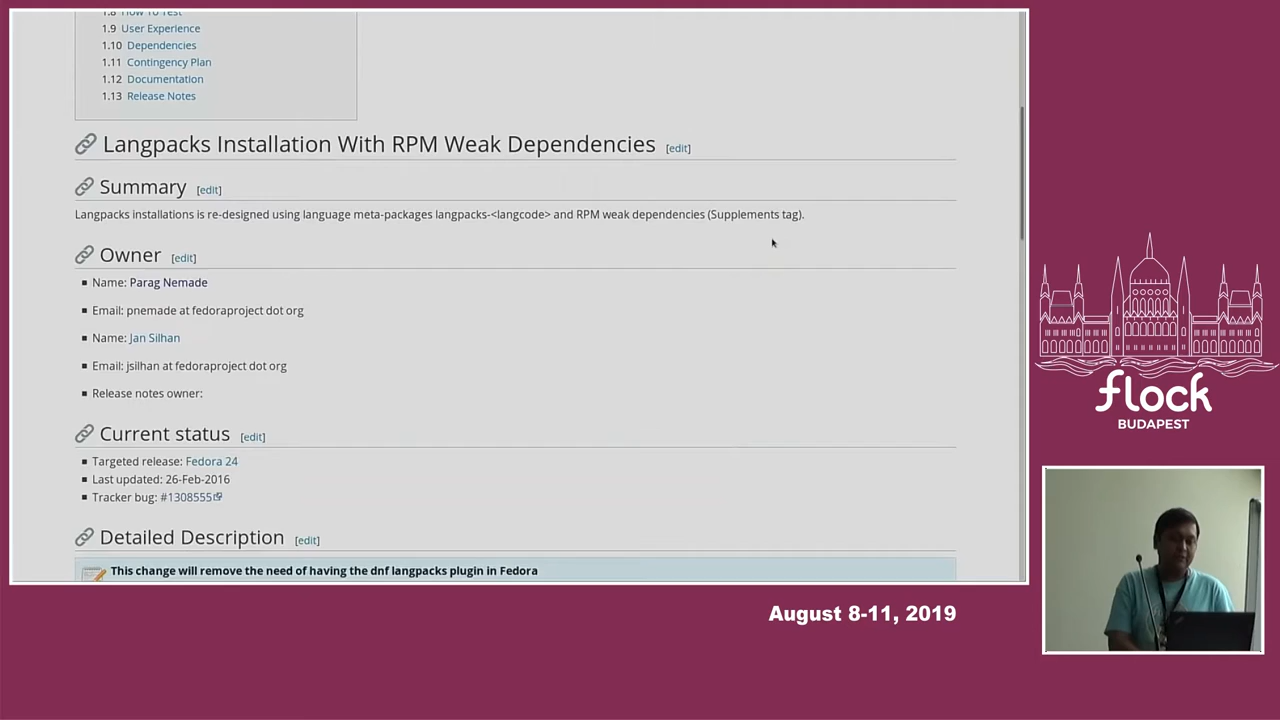 1.8 How To Test
1.9 User Experience
1.10 Dependencies
1.11 Contingency Plan
1.12 Documentation
1.13 Release Notes
Langpacks Installation With RPM Weak Dependencies [edit]
Summary [edit]
Langpacks installations is re-designed using language meta-packages langpacks-<langcode> and RPM weak dependencies (Supplements tag).
Owner [edit]
Name: Parag Nemade
Email: pnemade at fedoraproject dot org
Name: Jan Silhan
Email: jsilhan at fedoraproject dot org
Release notes owner:
Current status [edit]
Targeted release: Fedora 24
Last updated: 26-Feb-2016
Tracker bug: #1308555
Detailed Description [edit]
This change will remove the need of having the dnf langpacks plugin in Fedora
flock
BUDAPEST
August 8-11, 2019